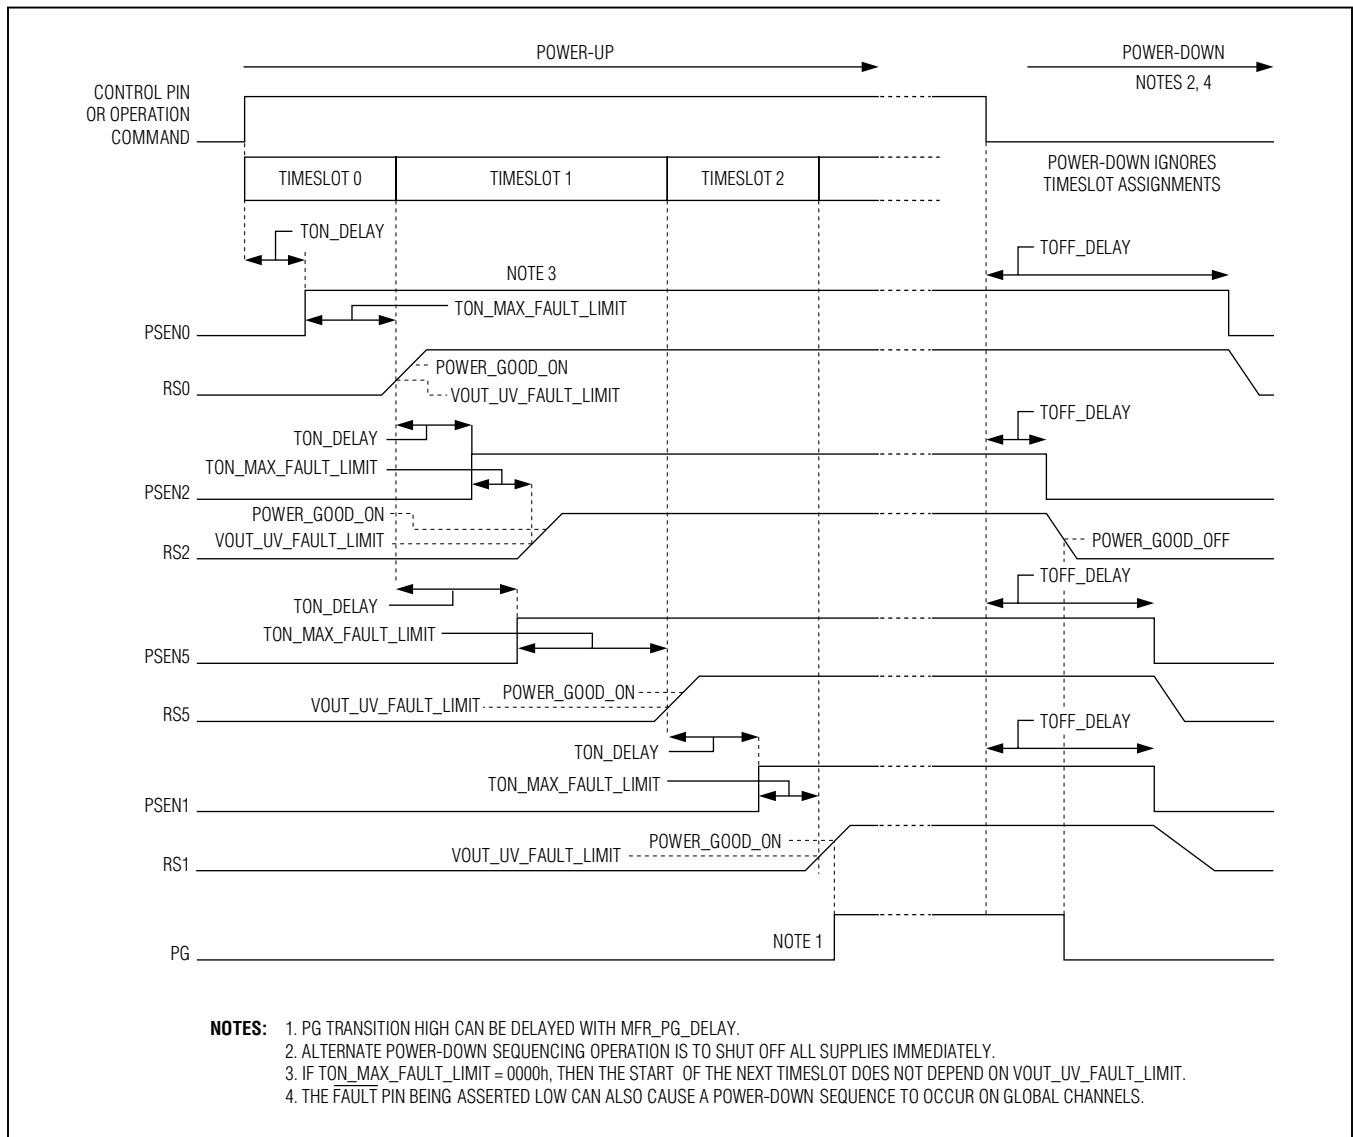 POWER-UP
POWER-DOWN
NOTES 2, 4
CONTROL PIN
OR OPERATION
COMMAND
TIMESLOT 0
TIMESLOT 1
TIMESLOT 2
POWER-DOWN IGNORES
TIMESLOT ASSIGNMENTS
TON_DELAY
TOFF_DELAY
NOTE 3
TON_MAX_FAULT_LIMIT
PSEN0
POWER_GOOD_ON
RS0
VOUT_UV_FAULT_LIMIT
TOFF_DELAY
TON_DELAY
TON_MAX_FAULT_LIMIT
PSEN2
POWER_GOOD_ON
VOUT_UV_FAULT_LIMIT
POWER_GOOD_OFF
RS2
TOFF_DELAY
TON_DELAY
TON_MAX_FAULT_LIMIT
PSEN5
POWER_GOOD_ON
VOUT_UV_FAULT_LIMIT
RS5
TOFF_DELAY
TON_DELAY
TON_MAX_FAULT_LIMIT
PSEN1
POWER_GOOD_ON
VOUT_UV_FAULT_LIMIT
RS1
NOTE 1
PG
NOTES: 1. PG TRANSITION HIGH CAN BE DELAYED WITH MFR_PG_DELAY.
2. ALTERNATE POWER-DOWN SEQUENCING OPERATION IS TO SHUT OFF ALL SUPPLIES IMMEDIATELY.
3. IF TON_MAX_FAULT_LIMIT = 0000h, THEN THE START OF THE NEXT TIMESLOT DOES NOT DEPEND ON VOUT_UV_FAULT_LIMIT.
4. THE FAULT PIN BEING ASSERTED LOW CAN ALSO CAUSE A POWER-DOWN SEQUENCE TO OCCUR ON GLOBAL CHANNELS.